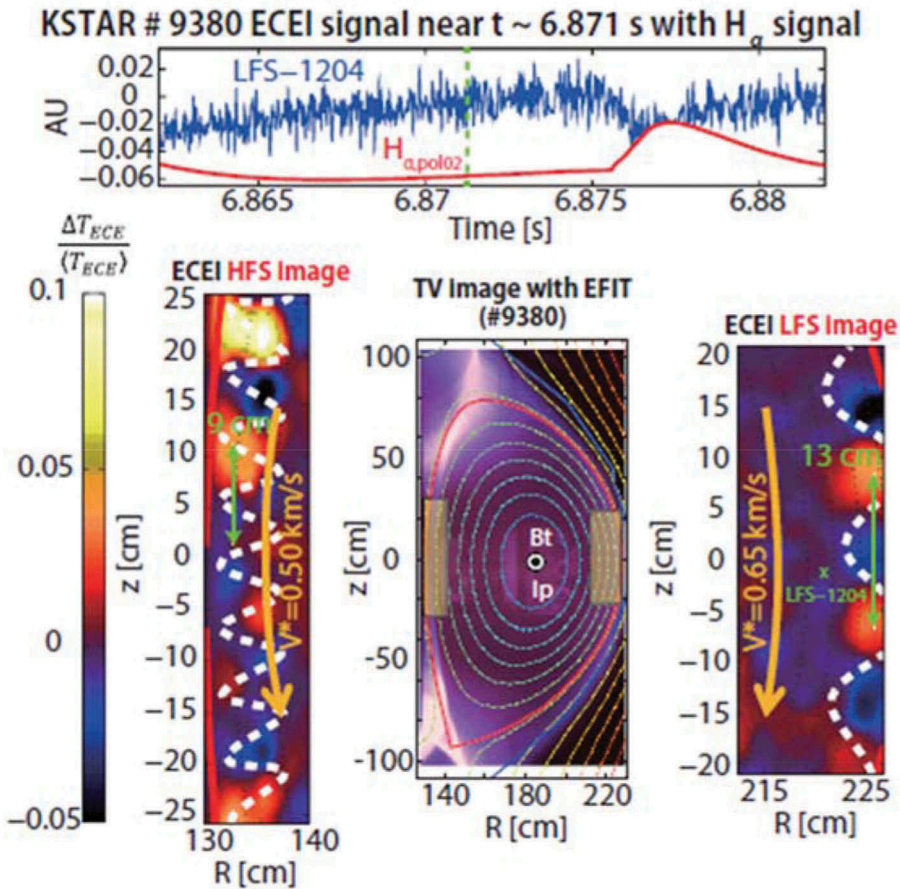 KSTAR # 9380 ECEI signal near t ~ 6.871 s with Hα signal
0.02
0
−0.02
−0.04
−0.06
AU
LFS−1204
Hα,pol02
6.865
6.87
6.875
6.88
Time [s]
ΔT_ECE
⟨T_ECE⟩
0.1
0.05
0
−0.05
ECEI HFS Image
25
20
15
10
5
0
−5
−10
−15
−20
−25
z [cm]
9 cm
V*=0.50 km/s
130
140
R [cm]
TV Image with EFIT
(#9380)
100
50
0
-50
-100
z [cm]
Bt
Ip
140
180
220
R [cm]
ECEI LFS Image
20
15
10
5
0
−5
−10
−15
−20
z [cm]
13 cm
V*=0.65 km/s
x
LFS−1204
215
225
R [cm]